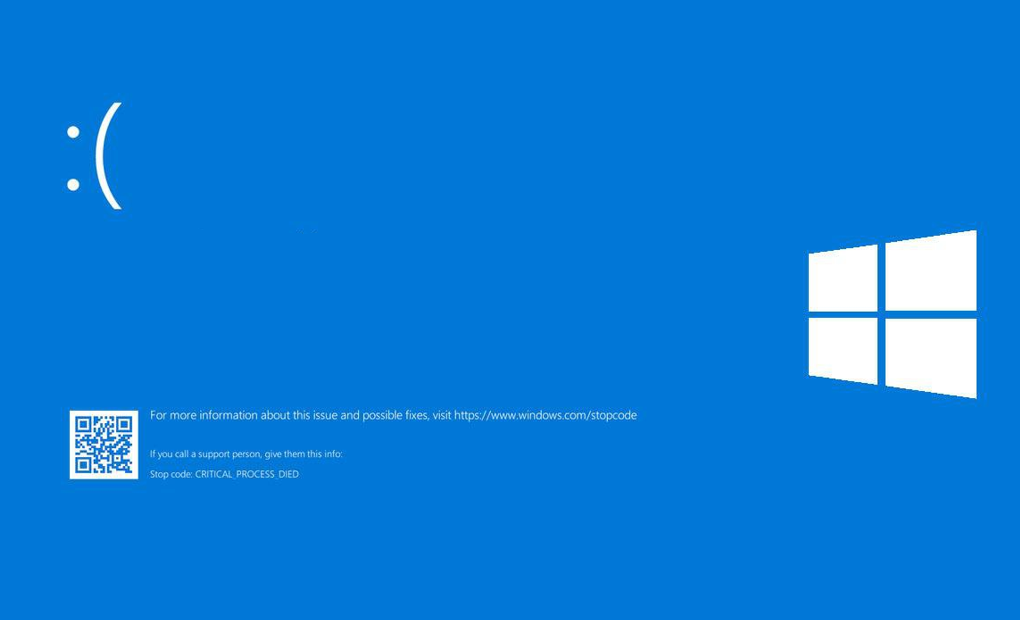 :(
For more information about this issue and possible fixes, visit https://www.windows.com/stopcode
If you call a support person, give them this info:
Stop code: CRITICAL_PROCESS_DIED